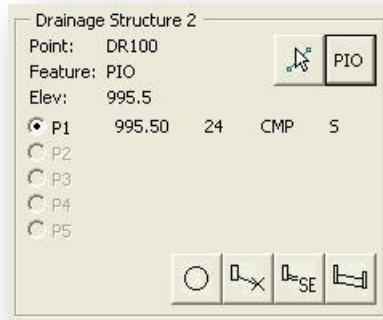 Drainage Structure 2
Point: DR100
Feature: PIO
Elev: 995.5
PIO
P1 995.50 24 CMP S
P2
P3
P4
P5
SE